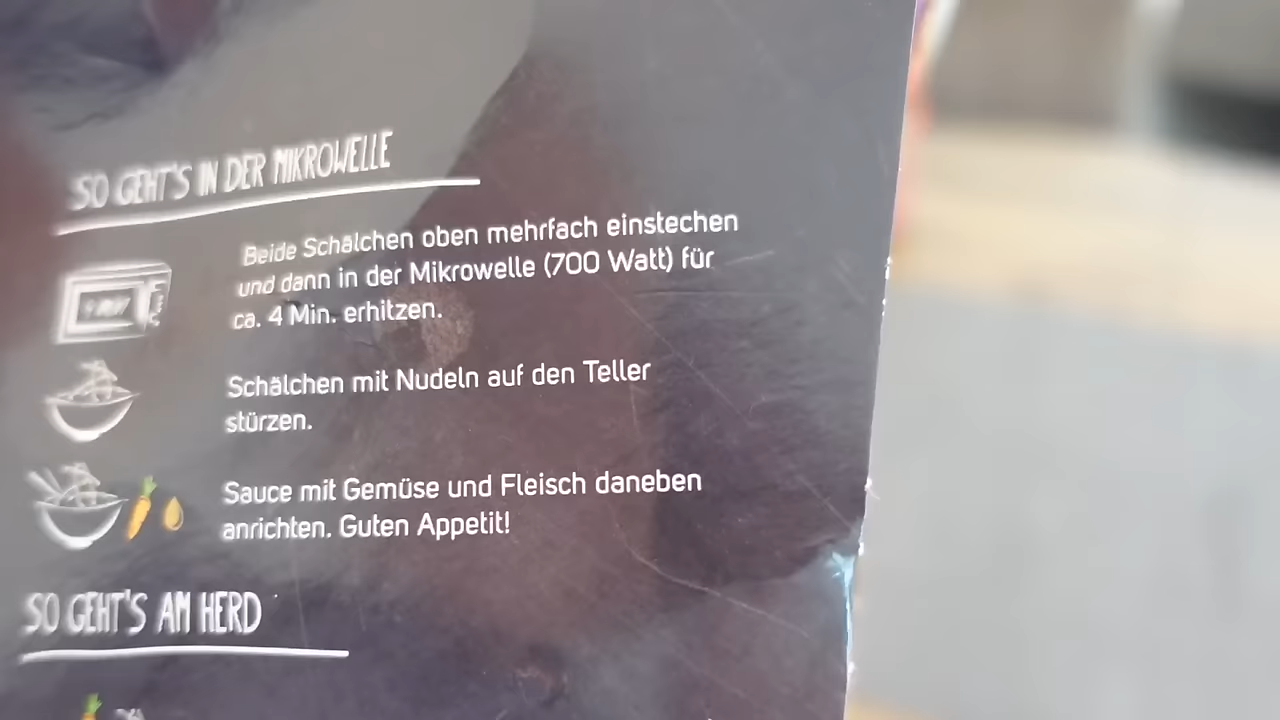 SO GEHT'S IN DER MIKROWELLE
Beide Schälchen oben mehrfach einstechen
und dann in der Mikrowelle (700 Watt) für
ca. 4 Min. erhitzen.
Schälchen mit Nudeln auf den Teller
stürzen.
Sauce mit Gemüse und Fleisch daneben
anrichten. Guten Appetit!
SO GEHT'S AM HERD